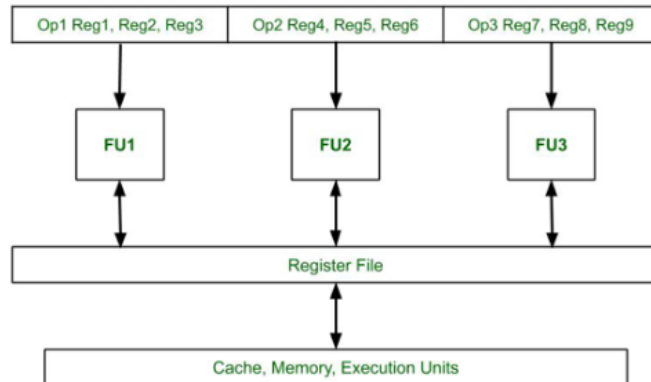 Op1 Reg1, Reg2, Reg3 Op2 Reg4, Reg5, Reg6 Op3 Reg7, Reg8, Reg9
FU1 FU2 FU3
Register File
Cache, Memory, Execution Units